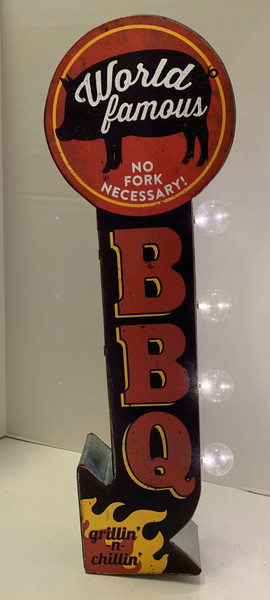 World
famous
NO
FORK
NECESSARY!
B
B
Q
grillin'
-n-
chillin'